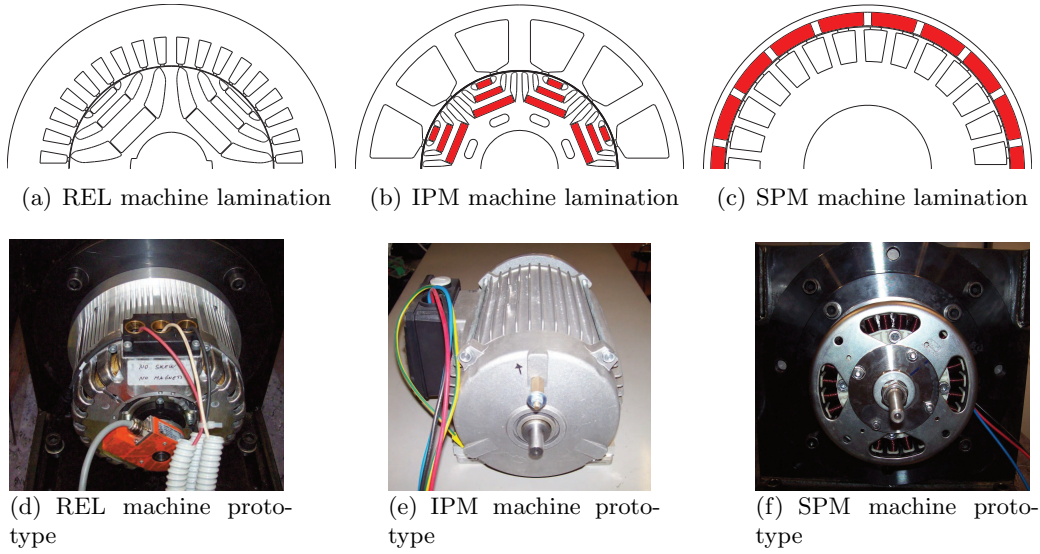 (a) REL machine lamination
(b) IPM machine lamination
(c) SPM machine lamination
NO SKEW
NO MAGNETS
(d) REL machine proto-
type
(e) IPM machine proto-
type
(f) SPM machine proto-
type